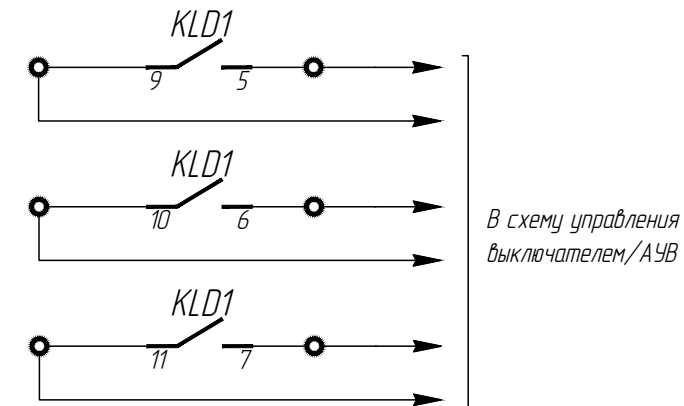 KLD1
9 5
KLD1
10 6
В схему управления
выключателем/АУВ
KLD1
11 7